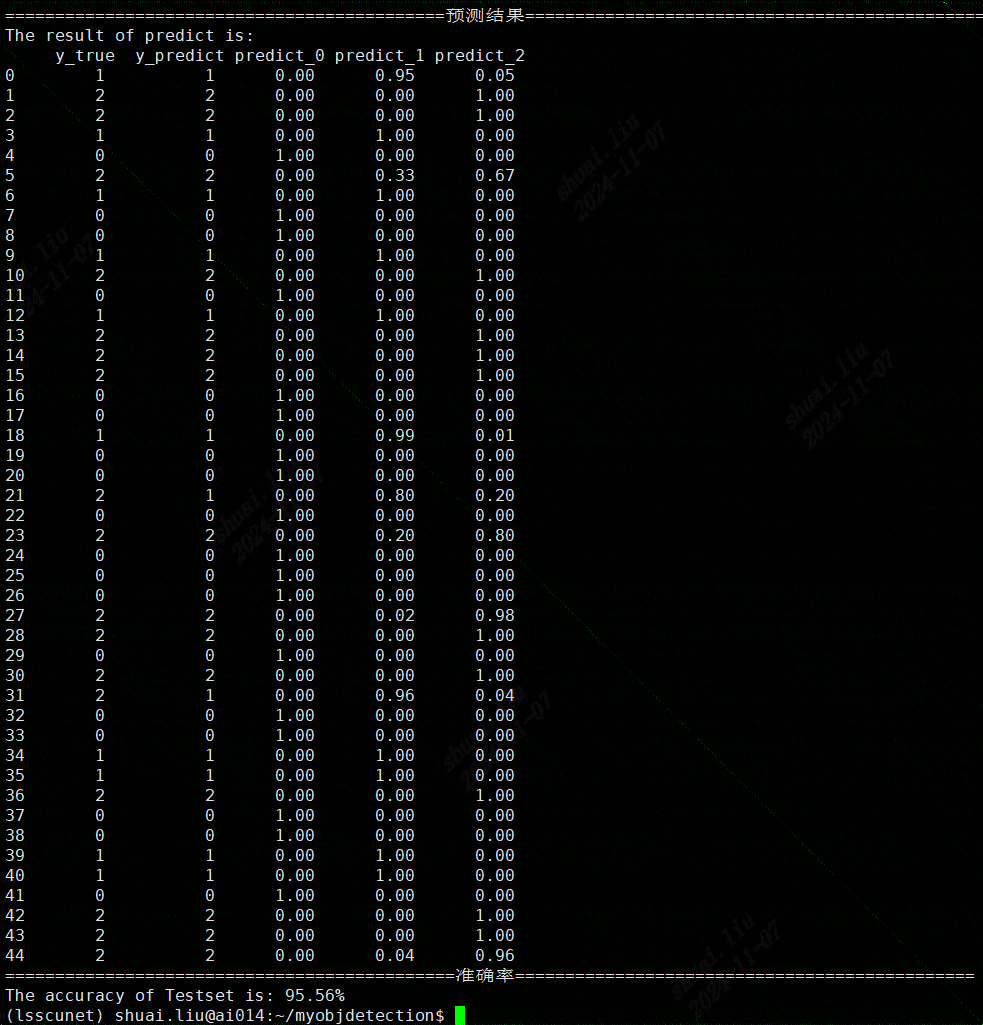 ============================================预测结果==============================================
The result of predict is:
     y_true  y_predict predict_0 predict_1 predict_2
0        1          1      0.00      0.95      0.05
1        2          2      0.00      0.00      1.00
2        2          2      0.00      0.00      1.00
3        1          1      0.00      1.00      0.00
4        0          0      1.00      0.00      0.00
5        2          2      0.00      0.33      0.67
6        1          1      0.00      1.00      0.00
7        0          0      1.00      0.00      0.00
8        0          0      1.00      0.00      0.00
9        1          1      0.00      1.00      0.00
10       2          2      0.00      0.00      1.00
11       0          0      1.00      0.00      0.00
12       1          1      0.00      1.00      0.00
13       2          2      0.00      0.00      1.00
14       2          2      0.00      0.00      1.00
15       2          2      0.00      0.00      1.00
16       0          0      1.00      0.00      0.00
17       0          0      1.00      0.00      0.00
18       1          1      0.00      0.99      0.01
19       0          0      1.00      0.00      0.00
20       0          0      1.00      0.00      0.00
21       2          1      0.00      0.80      0.20
22       0          0      1.00      0.00      0.00
23       2          2      0.00      0.20      0.80
24       0          0      1.00      0.00      0.00
25       0          0      1.00      0.00      0.00
26       0          0      1.00      0.00      0.00
27       2          2      0.00      0.02      0.98
28       2          2      0.00      0.00      1.00
29       0          0      1.00      0.00      0.00
30       2          2      0.00      0.00      1.00
31       2          1      0.00      0.96      0.04
32       0          0      1.00      0.00      0.00
33       0          0      1.00      0.00      0.00
34       1          1      0.00      1.00      0.00
35       1          1      0.00      1.00      0.00
36       2          2      0.00      0.00      1.00
37       0          0      1.00      0.00      0.00
38       0          0      1.00      0.00      0.00
39       1          1      0.00      1.00      0.00
40       1          1      0.00      1.00      0.00
41       0          0      1.00      0.00      0.00
42       2          2      0.00      0.00      1.00
43       2          2      0.00      0.00      1.00
44       2          2      0.00      0.04      0.96
=============================================准确率==============================================
The accuracy of Testset is: 95.56%
(lsscunet) shuai.liu@ai014:~/myobjdetection$
shuai.liu
2024-11-07
shuai.liu
2024-11-07
shuai.liu
2024-11-07